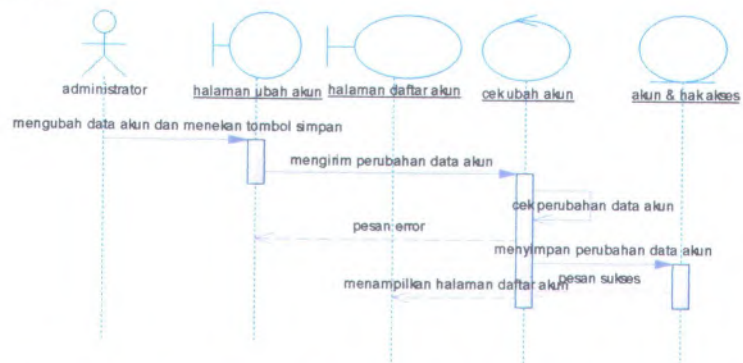 administrator
halaman ubah akun
halaman daftar akun
cek ubah akun
akun & hak akses
mengubah data akun dan menekan tombol simpan
mengirim perubahan data akun
cek perubahan data akun
pesan error
menyimpan perubahan data akun
pesan sukses
menampilkan halaman daftar akun